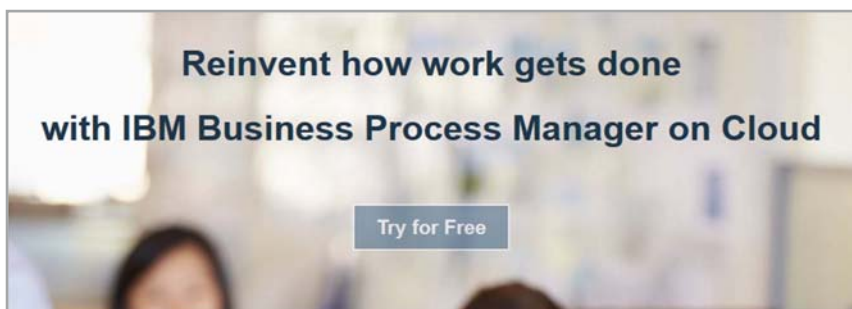 Reinvent how work gets done
with IBM Business Process Manager on Cloud
Try for Free